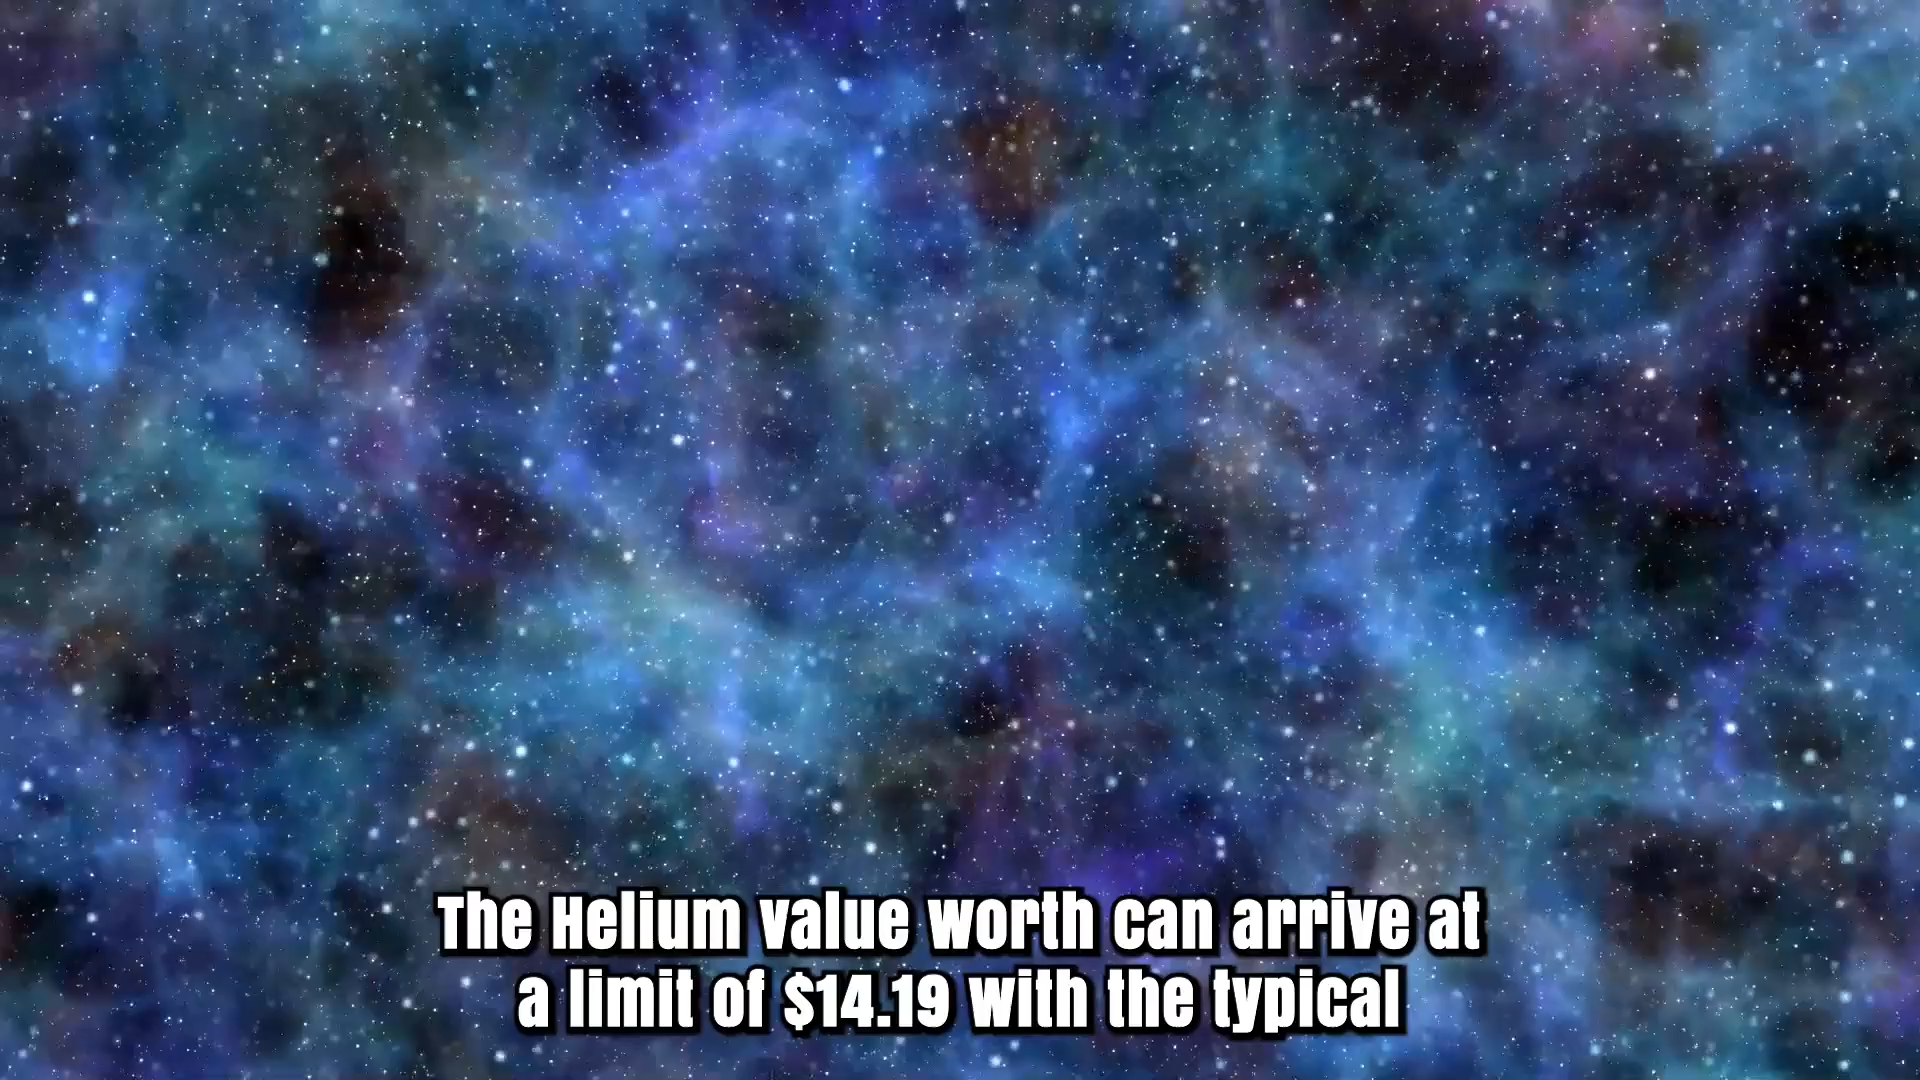 The Helium value worth can arrive at
a limit of $14.19 with the typical